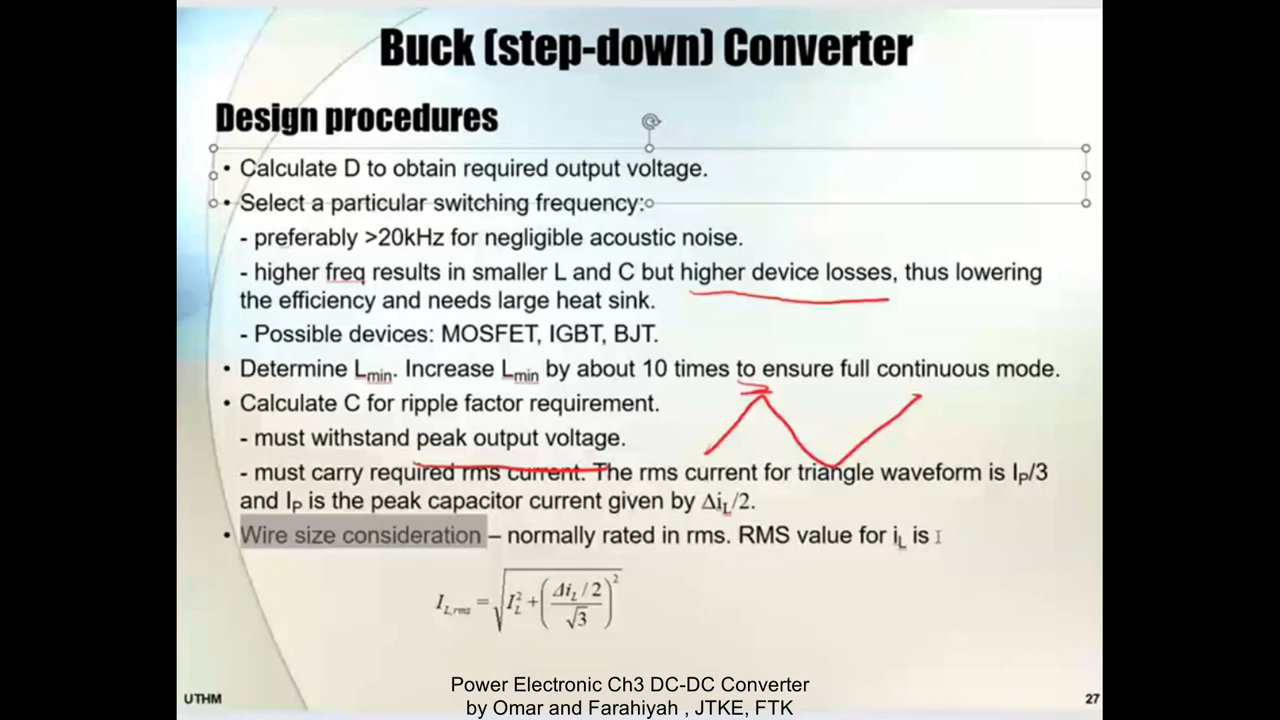 Buck (step-down) Converter
Design procedures
• Calculate D to obtain required output voltage.
• Select a particular switching frequency:
- preferably >20kHz for negligible acoustic noise.
- higher freq results in smaller L and C but higher device losses, thus lowering
the efficiency and needs large heat sink.
- Possible devices: MOSFET, IGBT, BJT.
• Determine Lmin. Increase Lmin by about 10 times to ensure full continuous mode.
• Calculate C for ripple factor requirement.
- must withstand peak output voltage.
- must carry required rms current. The rms current for triangle waveform is IP/3
and IP is the peak capacitor current given by ΔiL/2.
• Wire size consideration – normally rated in rms. RMS value for iL is
IL,rms = √(IL² + ((ΔiL / 2)/√3)²)
UTHM
Power Electronic Ch3 DC-DC Converter
by Omar and Farahiyah , JTKE, FTK
27